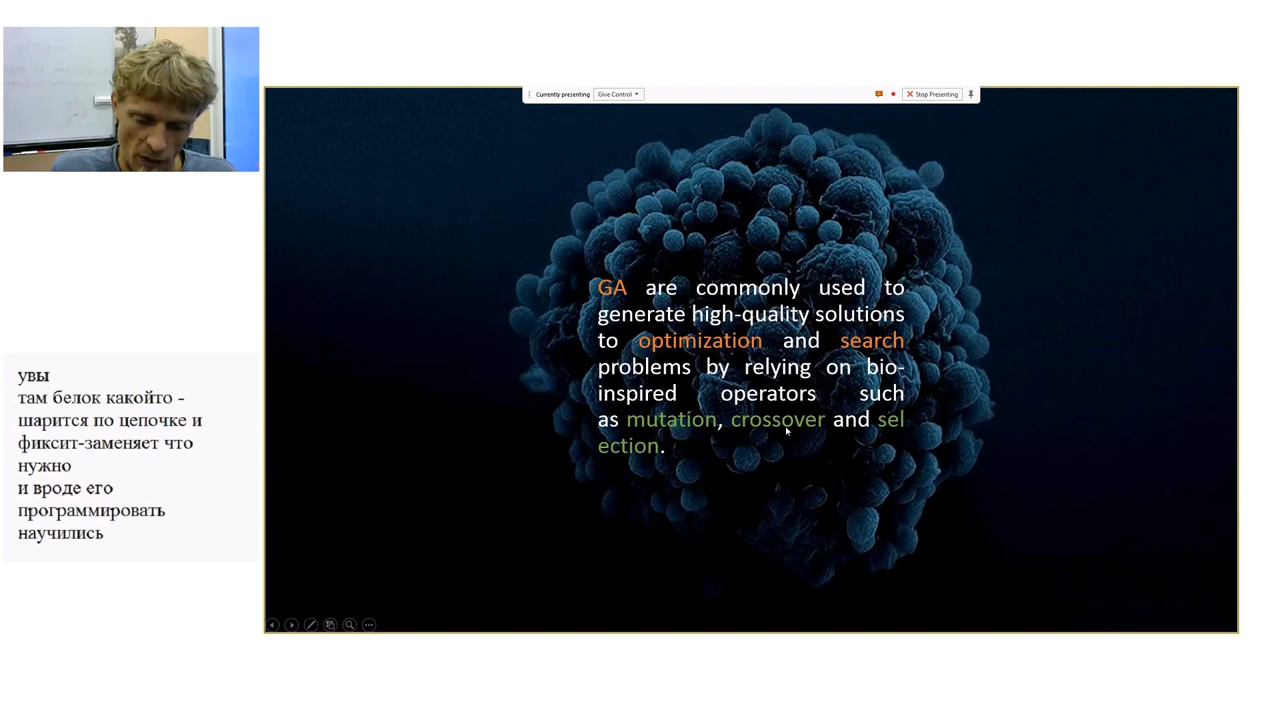 Currently presenting Give Control Stop Presenting
GA are commonly used to
generate high-quality solutions
to optimization and search
problems by relying on bio-
inspired operators such
as mutation, crossover and sel
ection.
увы
там белок какойто -
шарится по цепочке и
фиксит-заменяет что
нужно
и вроде его
программировать
научились